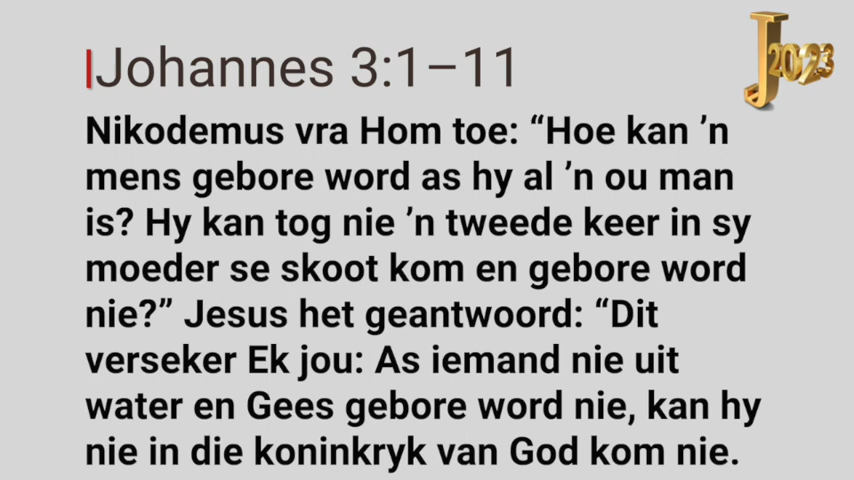 Johannes 3:1–11
J
2023
Nikodemus vra Hom toe: “Hoe kan ’n
mens gebore word as hy al ’n ou man
is? Hy kan tog nie ’n tweede keer in sy
moeder se skoot kom en gebore word
nie?” Jesus het geantwoord: “Dit
verseker Ek jou: As iemand nie uit
water en Gees gebore word nie, kan hy
nie in die koninkryk van God kom nie.